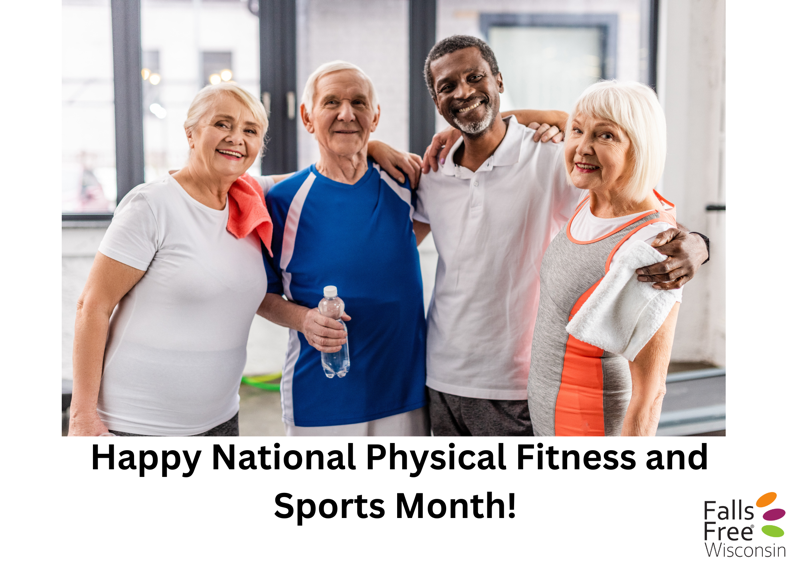 Happy National Physical Fitness and
Sports Month!
Falls
Free®
Wisconsin